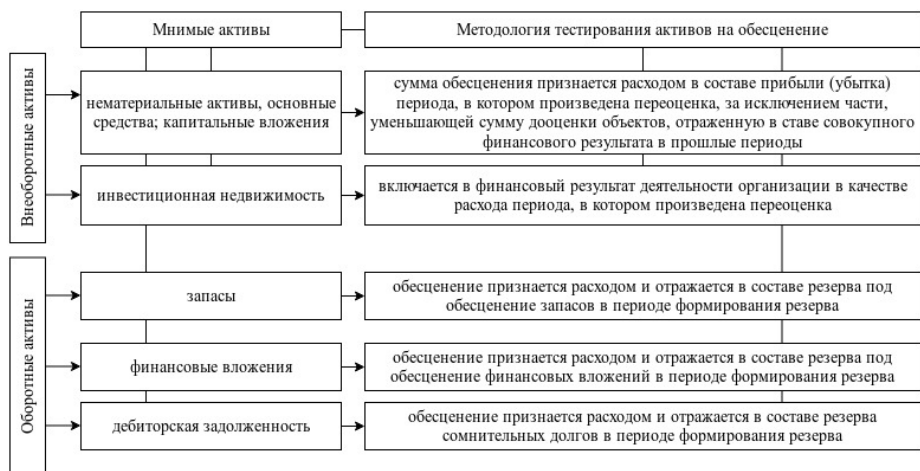 Мнимые активы
Методология тестирования активов на обесценение
Внеоборотные активы
нематериальные активы, основные
средства; капитальные вложения
сумма обесценения признается расходом в составе прибыли (убытка)
периода, в котором произведена переоценка, за исключением части,
уменьшающей сумму дооценки объектов, отраженную в ставе совокупного
финансового результата в прошлые периоды
инвестиционная недвижимость
включается в финансовый результат деятельности организации в качестве
расхода периода, в котором произведена переоценка
Оборотные активы
запасы
обесценение признается расходом и отражается в составе резерва под
обесценение запасов в периоде формирования резерва
финансовые вложения
обесценение признается расходом и отражается в составе резерва под
обесценение финансовых вложений в периоде формирования резерва
дебиторская задолженность
обесценение признается расходом и отражается в составе резерва
сомнительных долгов в периоде формирования резерва